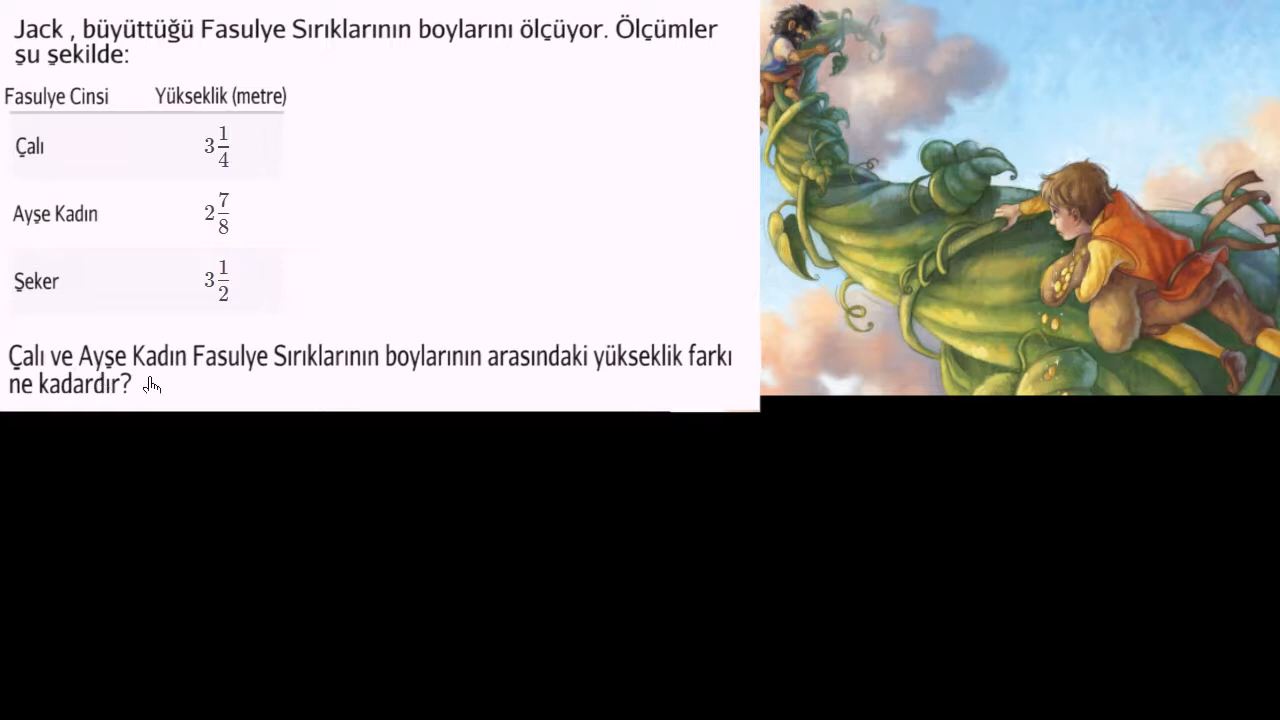 Jack , büyüttüğü Fasulye Sırıklarının boylarını ölçüyor. Ölçümler
şu şekilde:
Fasulye Cinsi Yükseklik (metre)
Çalı 3 1/4
Ayşe Kadın 2 7/8
Şeker 3 1/2
Çalı ve Ayşe Kadın Fasulye Sırıklarının boylarının arasındaki yükseklik farkı
ne kadardır?